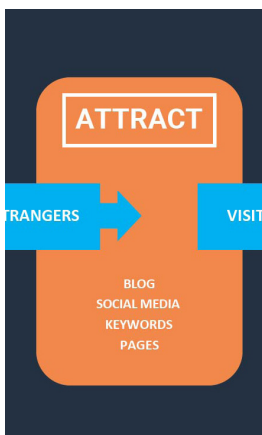 ATTRACT
TRANGERS
VISIT
BLOG
SOCIAL MEDIA
KEYWORDS
PAGES